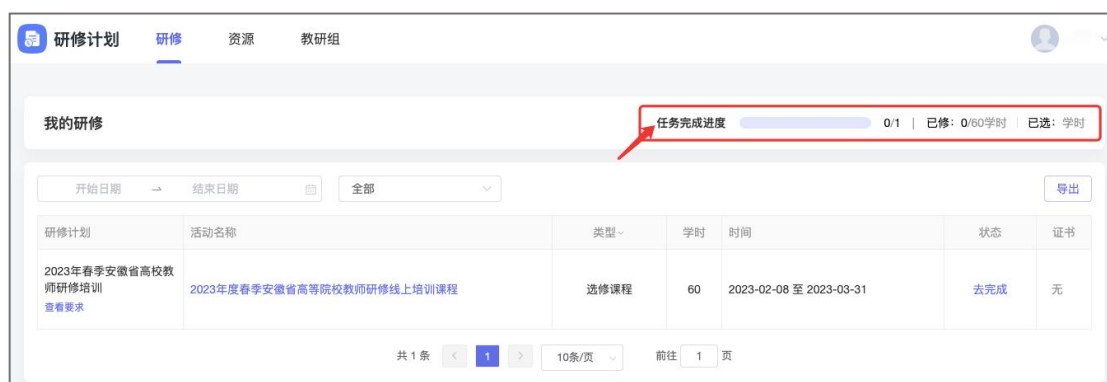 研修计划 研修 资源 教研组
我的研修 任务完成进度 0/1 | 已修：0/60学时 | 已选：学时
开始日期 → 结束日期 全部 导出
研修计划 活动名称 类型 学时 时间 状态 证书
2023年春季安徽省高校教
师研修培训
查看要求
2023年度春季安徽省高等院校教师研修线上培训课程 选修课程 60 2023-02-08 至 2023-03-31 去完成 无
共 1 条 < 1 > 10条/页 前往 1 页